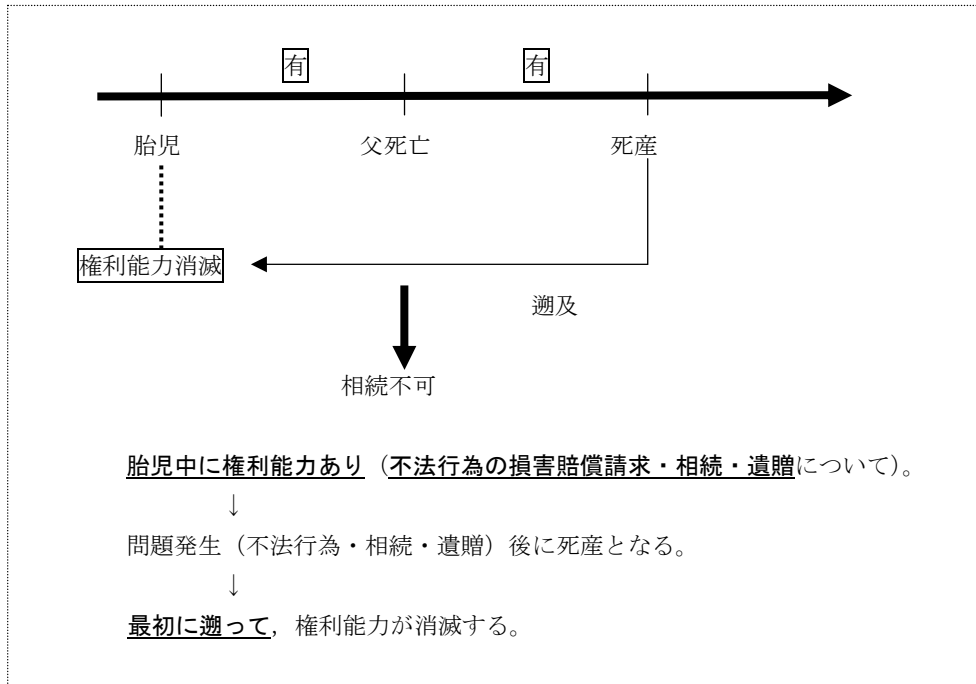 有 有
胎児 父死亡 死産
権利能力消滅
遡及
相続不可
胎児中に権利能力あり（不法行為の損害賠償請求・相続・遺贈について）。
↓
問題発生（不法行為・相続・遺贈）後に死産となる。
↓
最初に遡って，権利能力が消滅する。